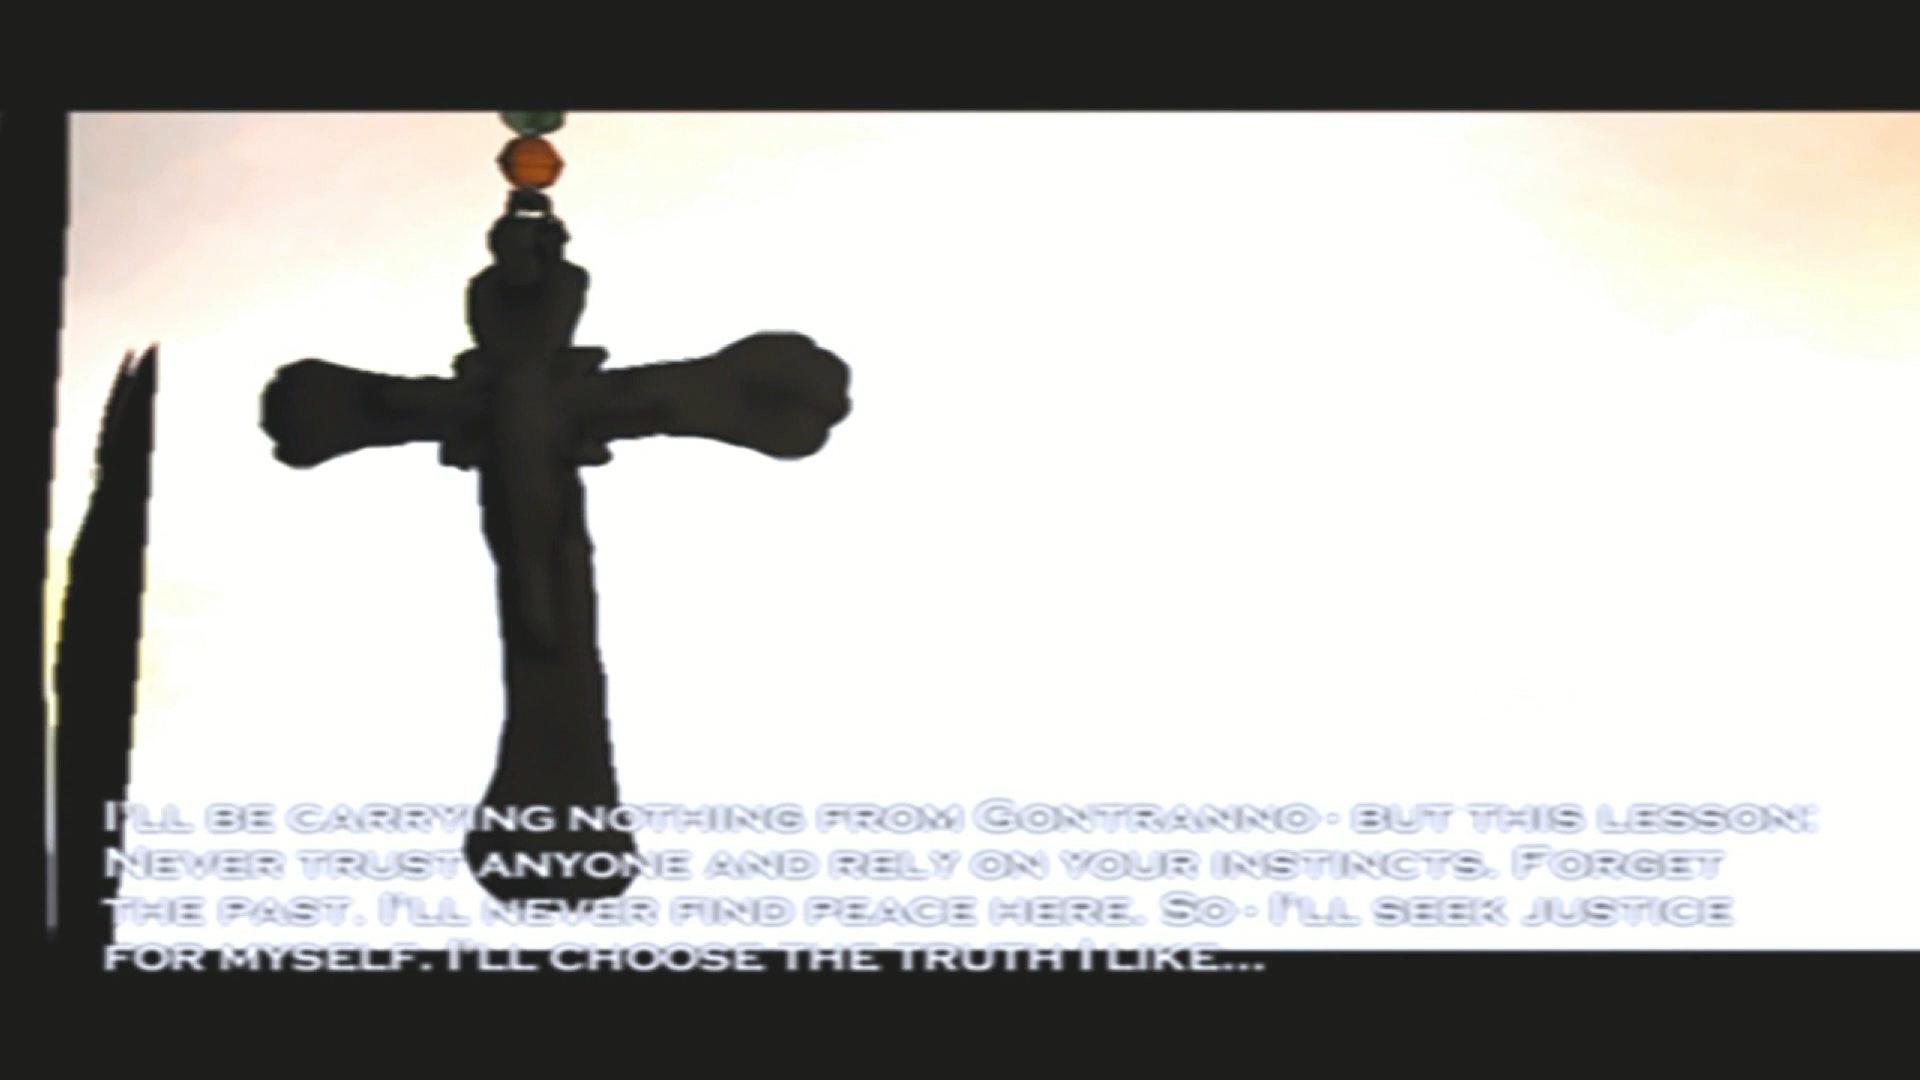 I'll be carrying nothing from Gontranno - but this lesson:
Never trust anyone and rely on your instincts. Forget
the past. I'll never find peace here. So - I'll seek justice
for myself. I'll choose the truth I like...